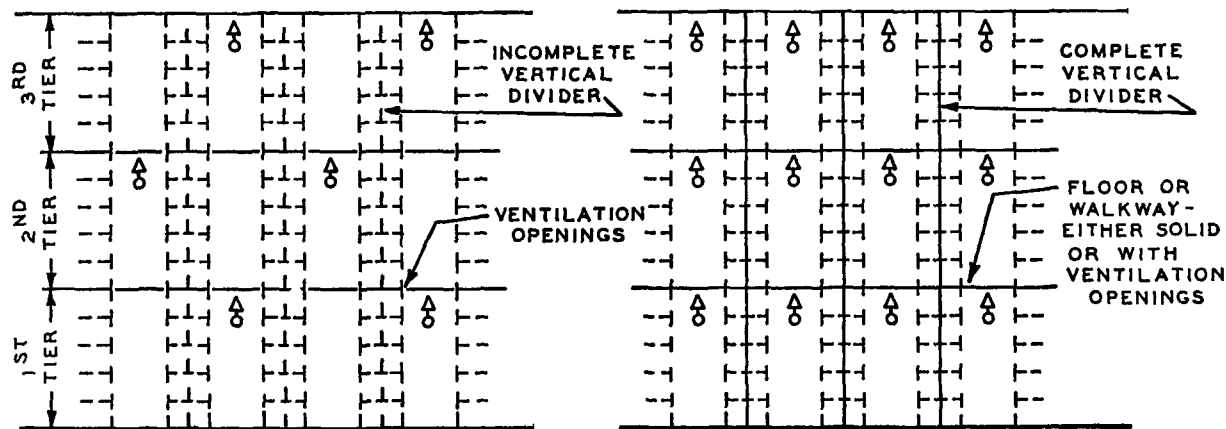 3RD
TIER
2ND
TIER
1ST
TIER
INCOMPLETE
VERTICAL
DIVIDER
VENTILATION
OPENINGS
COMPLETE
VERTICAL
DIVIDER
FLOOR OR
WALKWAY-
EITHER SOLID
OR WITH
VENTILATION
OPENINGS